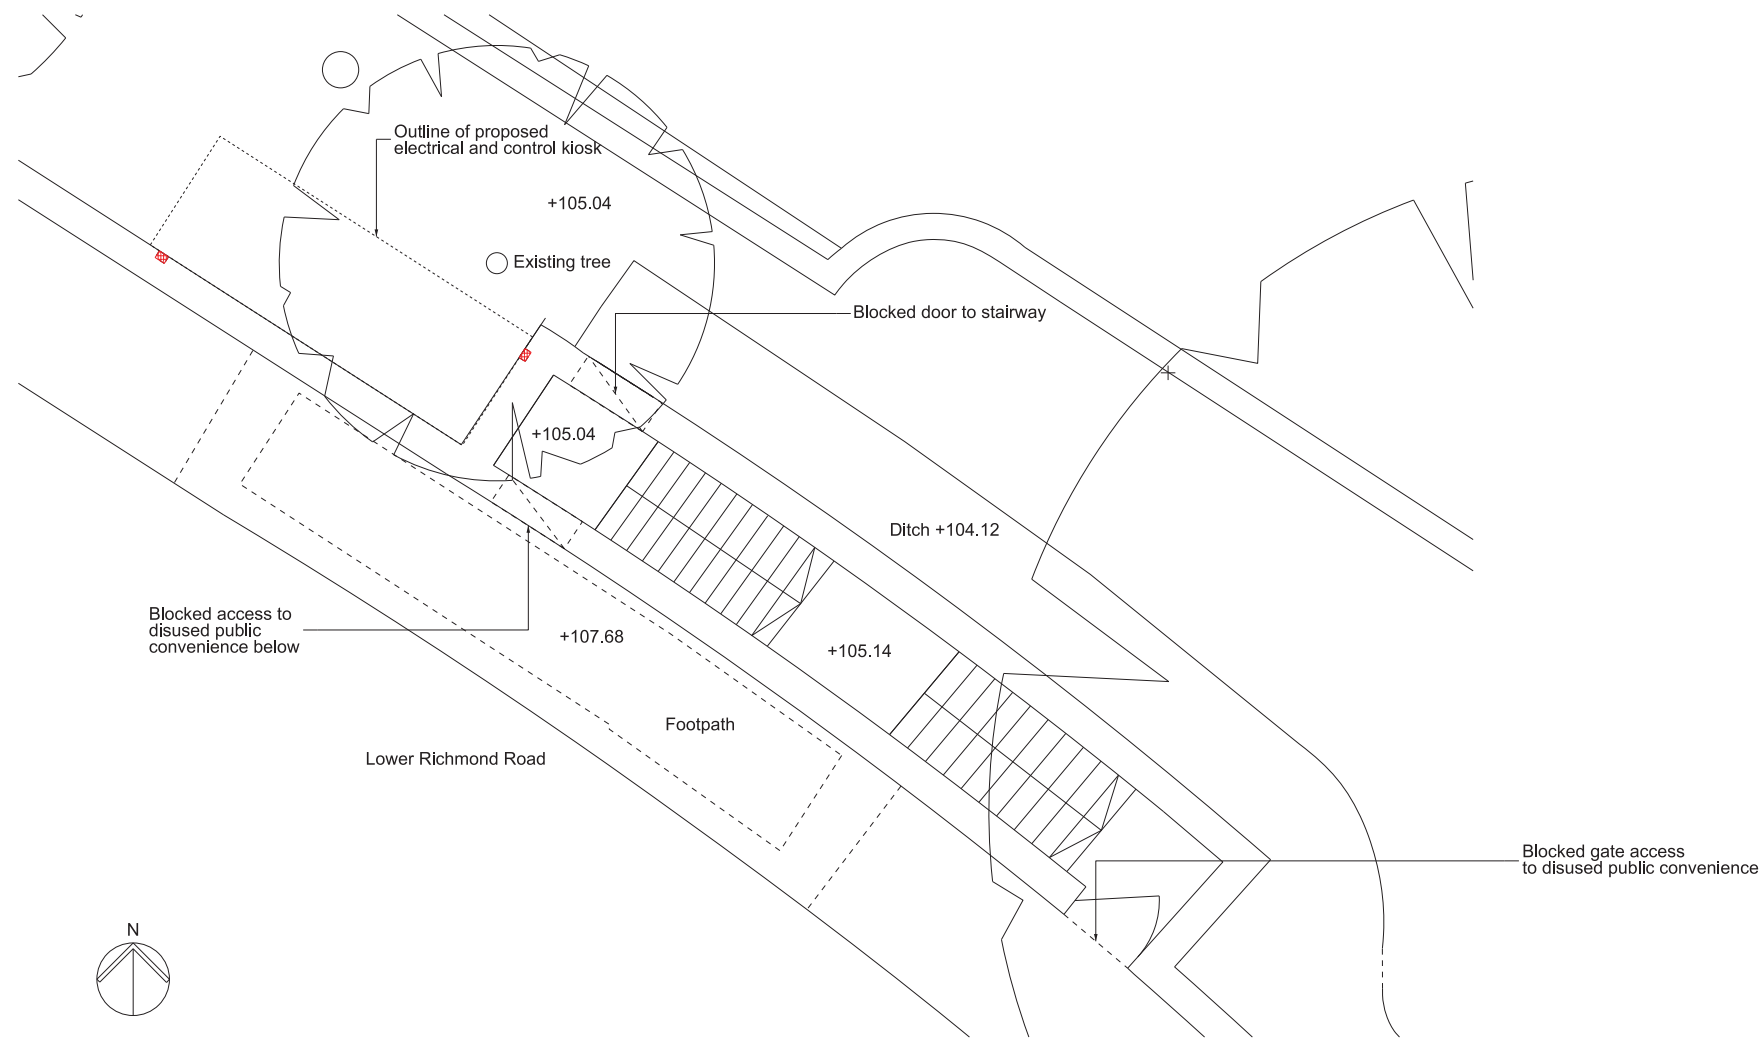 Outline of proposed
electrical and control kiosk
+105.04
Existing tree
Blocked door to stairway
+105.04
Ditch +104.12
Blocked access to
disused public
convenience below
+107.68
+105.14
Footpath
Lower Richmond Road
Blocked gate access
to disused public convenience
N